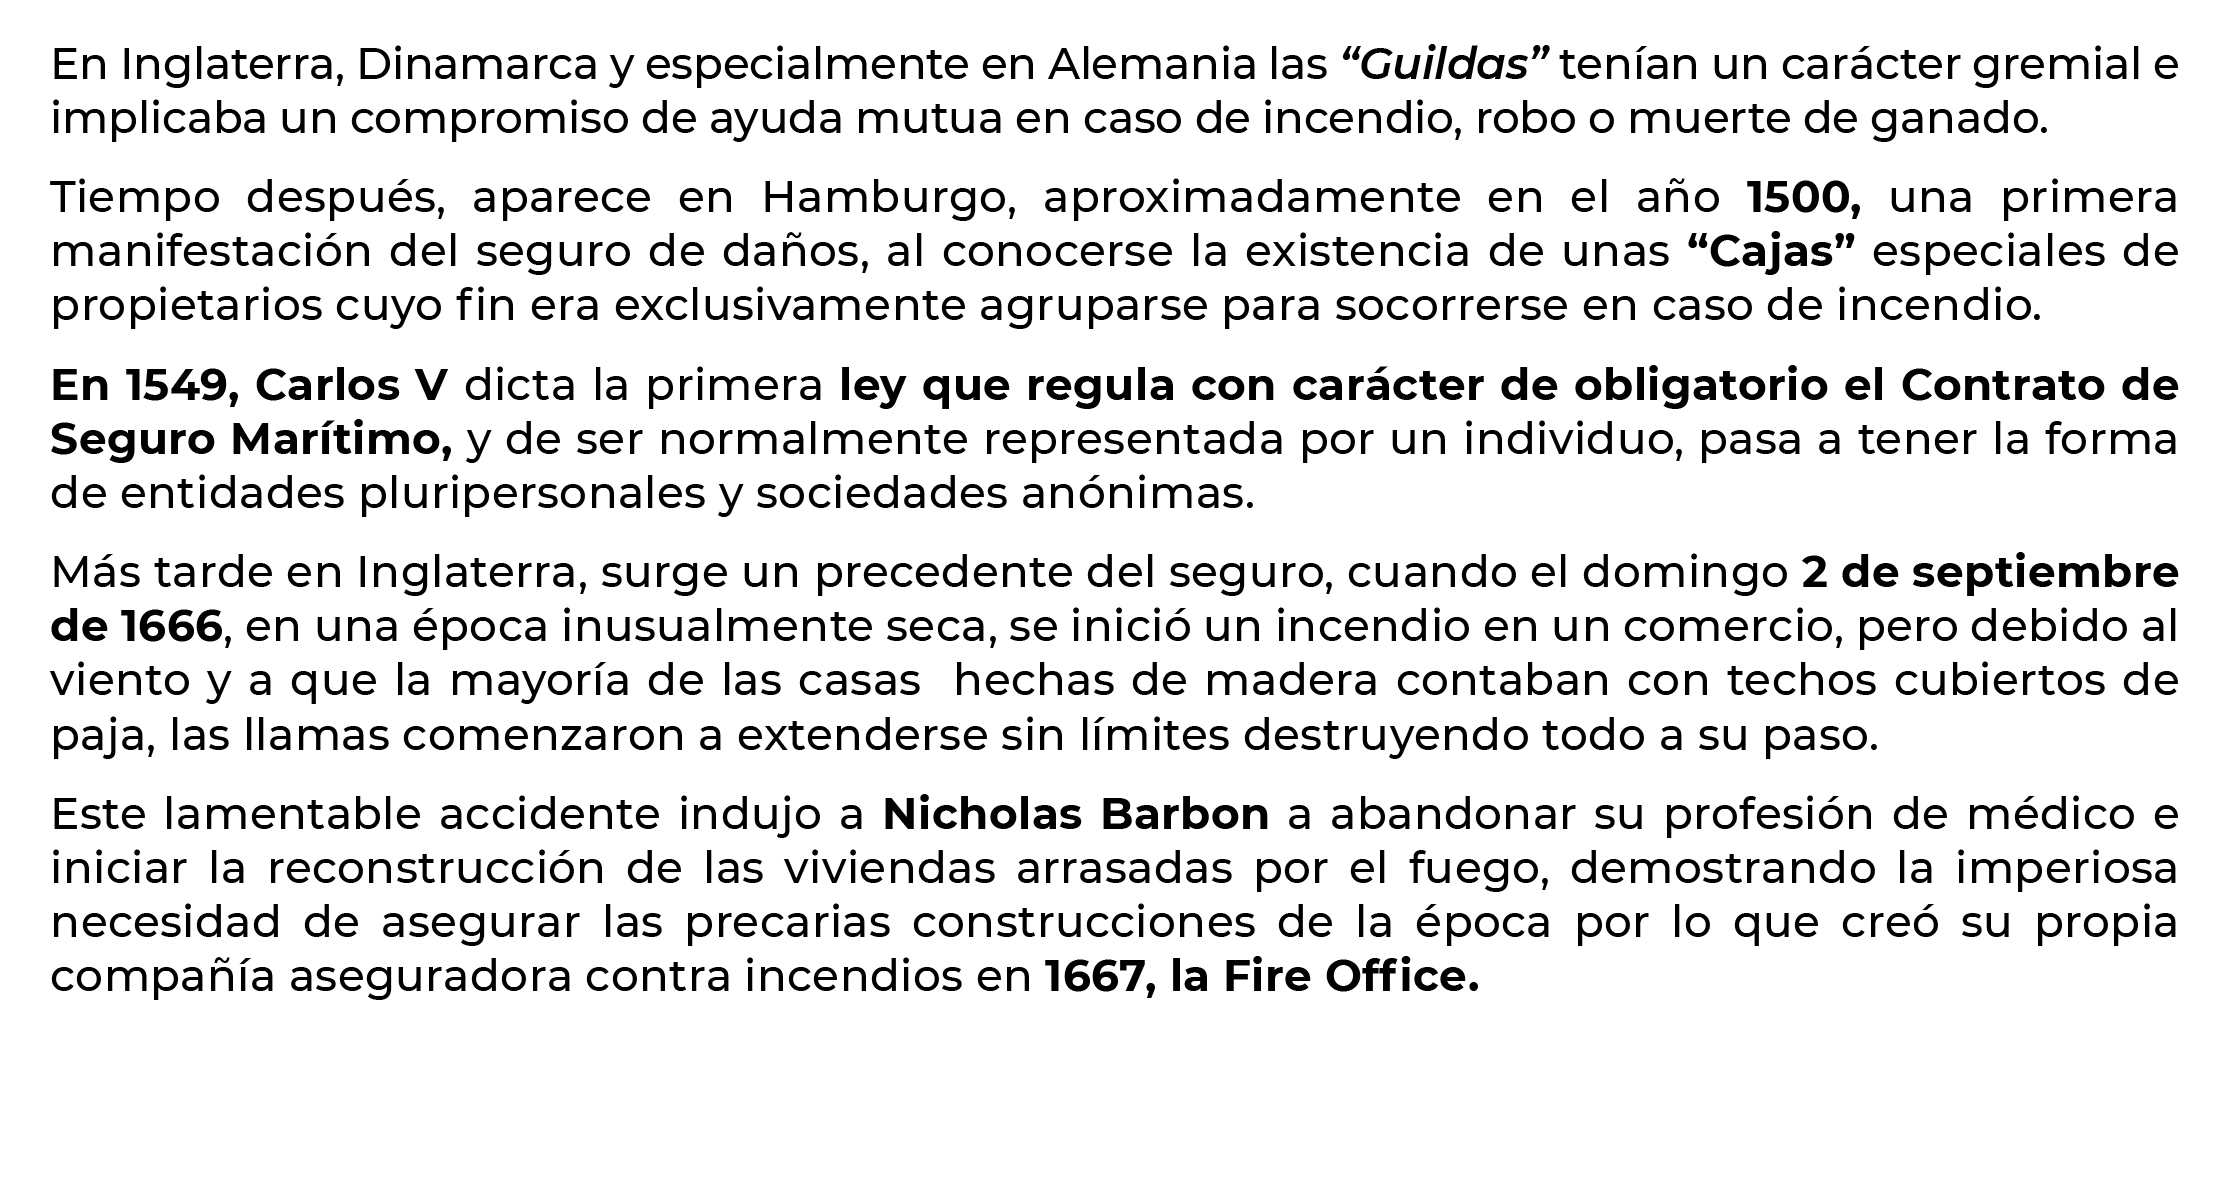 En Inglaterra, Dinamarca y especialmente en Alemania las “Guildas” tenían un carácter gremial e
implicaba un compromiso de ayuda mutua en caso de incendio, robo o muerte de ganado.
Tiempo después, aparece en Hamburgo, aproximadamente en el año 1500, una primera
manifestación del seguro de daños, al conocerse la existencia de unas “Cajas” especiales de
propietarios cuyo fin era exclusivamente agruparse para socorrerse en caso de incendio.
En 1549, Carlos V dicta la primera ley que regula con carácter de obligatorio el Contrato de
Seguro Marítimo, y de ser normalmente representada por un individuo, pasa a tener la forma
de entidades pluripersonales y sociedades anónimas.
Más tarde en Inglaterra, surge un precedente del seguro, cuando el domingo 2 de septiembre
de 1666, en una época inusualmente seca, se inició un incendio en un comercio, pero debido al
viento y a que la mayoría de las casas  hechas de madera contaban con techos cubiertos de
paja, las llamas comenzaron a extenderse sin límites destruyendo todo a su paso.
Este lamentable accidente indujo a Nicholas Barbon a abandonar su profesión de médico e
iniciar la reconstrucción de las viviendas arrasadas por el fuego, demostrando la imperiosa
necesidad de asegurar las precarias construcciones de la época por lo que creó su propia
compañía aseguradora contra incendios en 1667, la Fire Office.